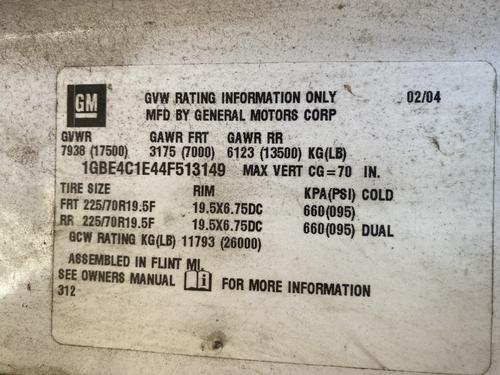 GM GVW RATING INFORMATION ONLY 02/04
MFD BY GENERAL MOTORS CORP
GVWR GAWR FRT GAWR RR
7938 (17500) 3175 (7000) 6123 (13500) KG(LB)
1GBE4C1E44F513149 MAX VERT CG=70 IN.
TIRE SIZE RIM KPA(PSI) COLD
FRT 225/70R19.5F 19.5X6.75DC 660(095)
RR 225/70R19.5F 19.5X6.75DC 660(095) DUAL
GCW RATING KG(LB) 11793 (26000)
ASSEMBLED IN FLINT MI.
SEE OWNERS MANUAL i FOR MORE INFORMATION
312